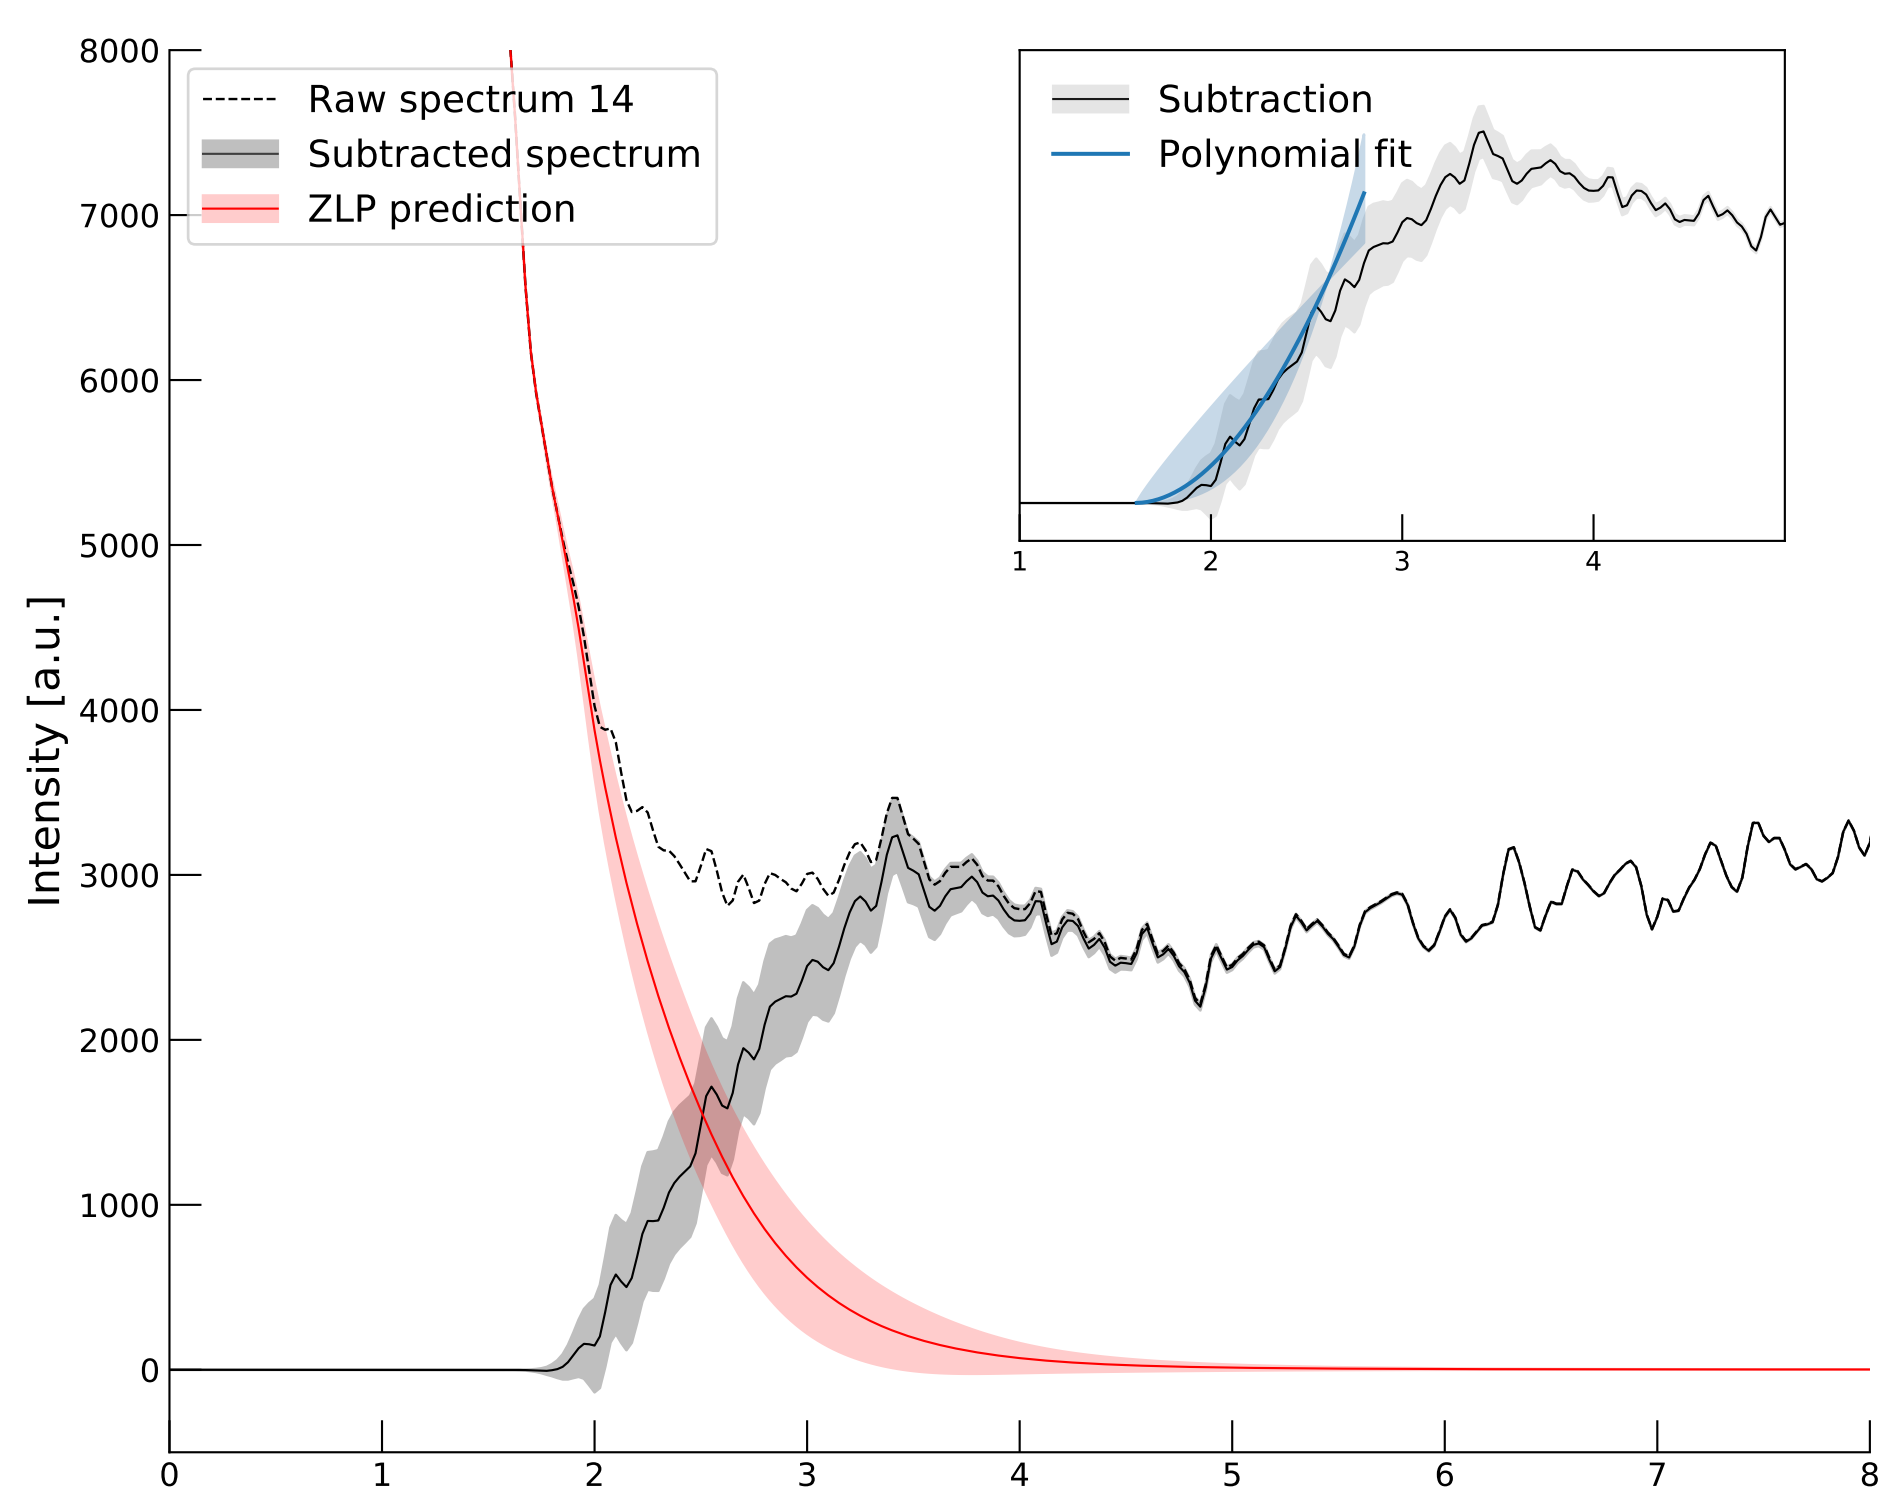 8000
7000
6000
5000
4000
3000
2000
1000
0
Intensity [a.u.]
Raw spectrum 14
Subtracted spectrum
ZLP prediction
Subtraction
Polynomial fit
1 2 3 4
0 1 2 3 4 5 6 7 8